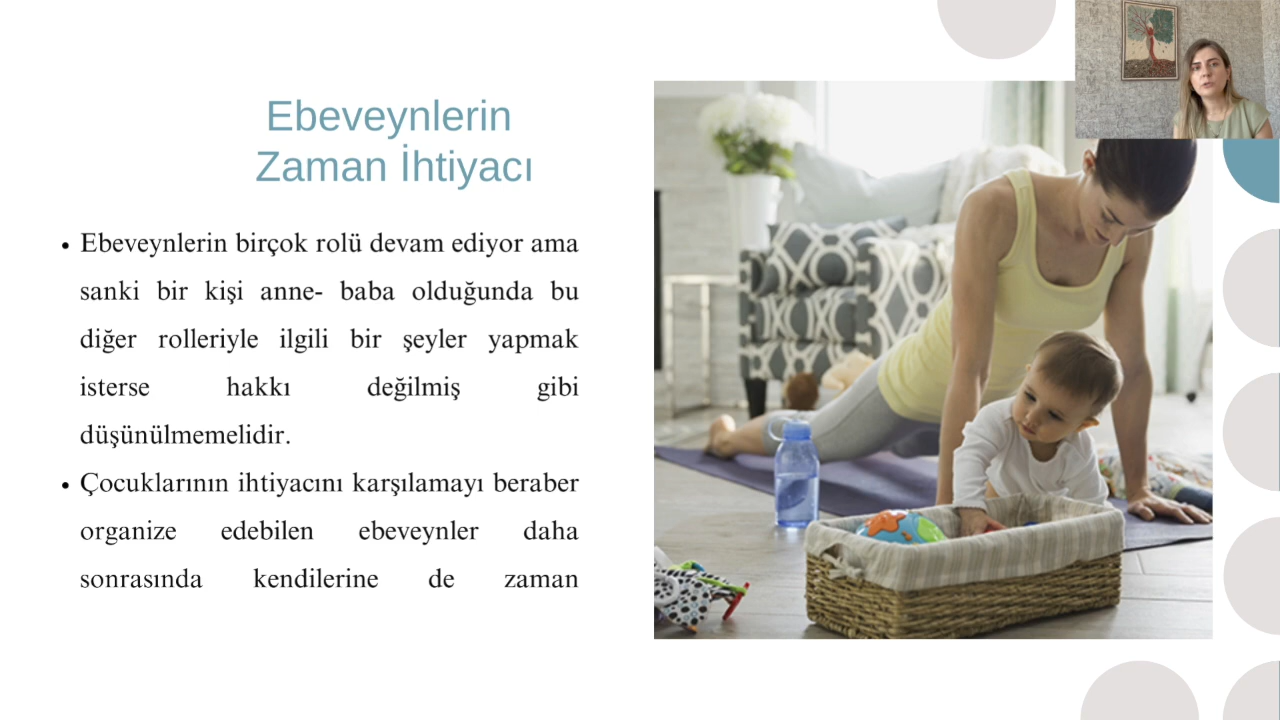 Ebeveynlerin
Zaman İhtiyacı
• Ebeveynlerin birçok rolü devam ediyor ama
sanki bir kişi anne- baba olduğunda bu
diğer rolleriyle ilgili bir şeyler yapmak
isterse hakkı değilmiş gibi
düşünülmemelidir.
• Çocuklarının ihtiyacını karşılamayı beraber
organize edebilen ebeveynler daha
sonrasında kendilerine de zaman